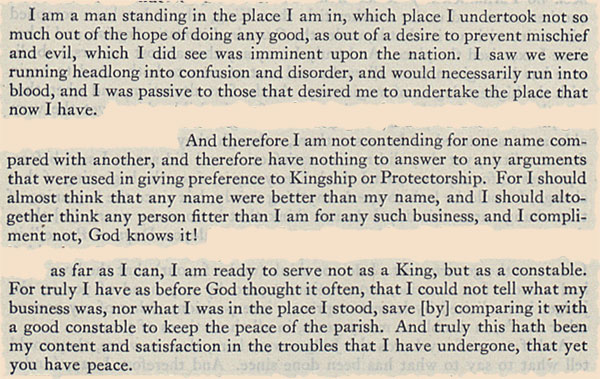 I am a man standing in the place I am in, which place I undertook not so
much out of the hope of doing any good, as out of a desire to prevent mischief
and evil, which I did see was imminent upon the nation. I saw we were
running headlong into confusion and disorder, and would necessarily run into
blood, and I was passive to those that desired me to undertake the place that
now I have.
And therefore I am not contending for one name com-
pared with another, and therefore have nothing to answer to any arguments
that were used in giving preference to Kingship or Protectorship. For I should
almost think that any name were better than my name, and I should alto-
gether think any person fitter than I am for any such business, and I compli-
ment not, God knows it!
as far as I can, I am ready to serve not as a King, but as a constable.
For truly I have as before God thought it often, that I could not tell what my
business was, nor what I was in the place I stood, save [by] comparing it with
a good constable to keep the peace of the parish. And truly this hath been
my content and satisfaction in the troubles that I have undergone, that yet
you have peace.